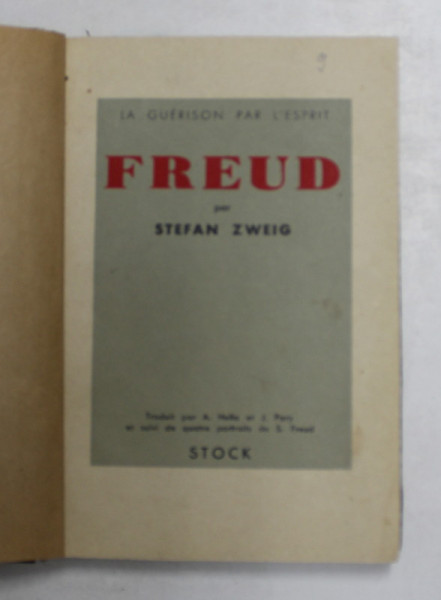 LA GUÉRISON PAR L'ESPRIT
FREUD
par
STEFAN ZWEIG
Traduit par A. Hella et J. Pary
et suivi de quatre portraits de S. Freud
STOCK